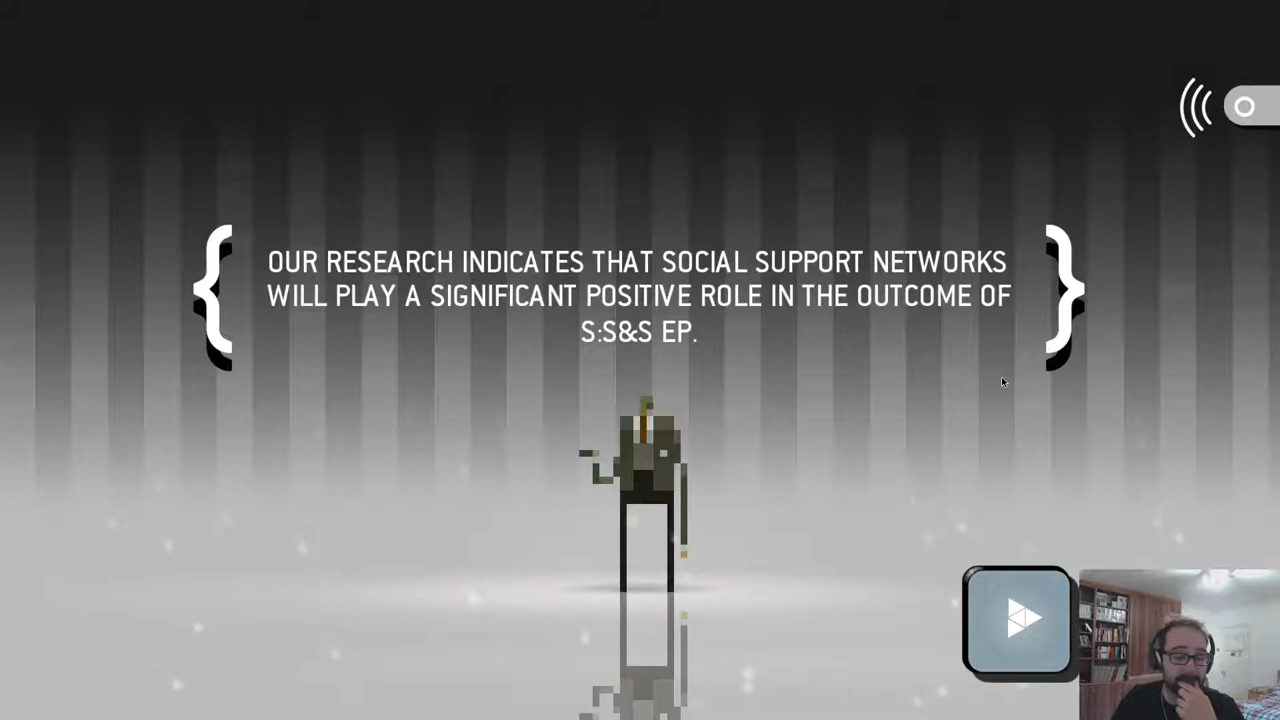 OUR RESEARCH INDICATES THAT SOCIAL SUPPORT NETWORKS
WILL PLAY A SIGNIFICANT POSITIVE ROLE IN THE OUTCOME OF
S:S&S EP.